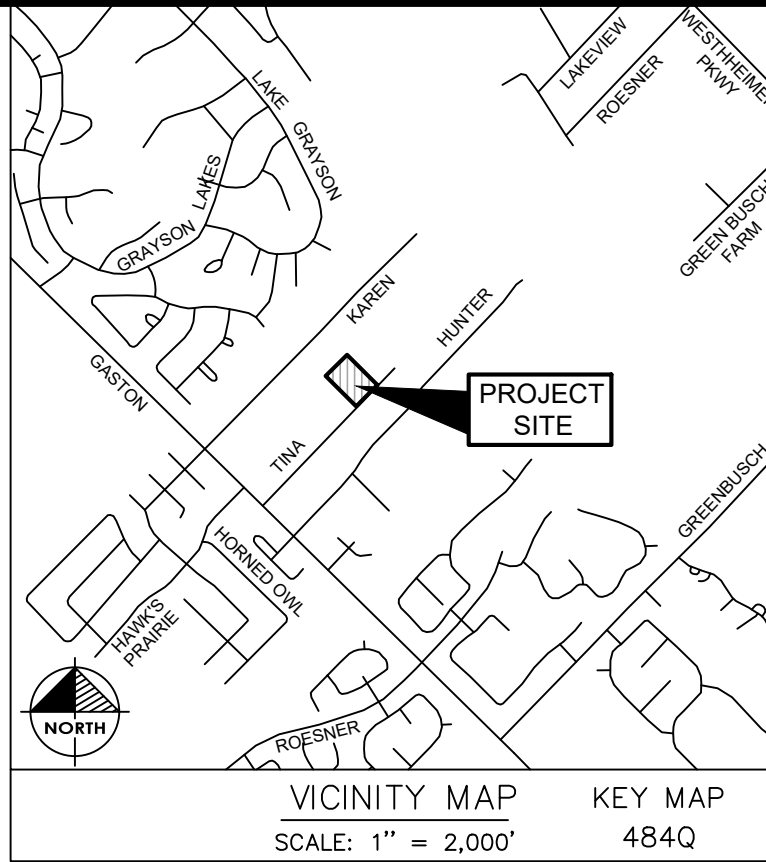 LAKE
GRAYSON
LAKEVIEW
ROESNER
WESTHHEIMER
PKWY
GRAYSON
LAKES
GREEN BUSCH
FARM
KAREN
HUNTER
GASTON
PROJECT
SITE
TINA
HORNED OWL
HAWK'S
PRAIRIE
GREENBUSCH
ROESNER
NORTH
VICINITY MAP
SCALE: 1" = 2,000'
KEY MAP
484Q